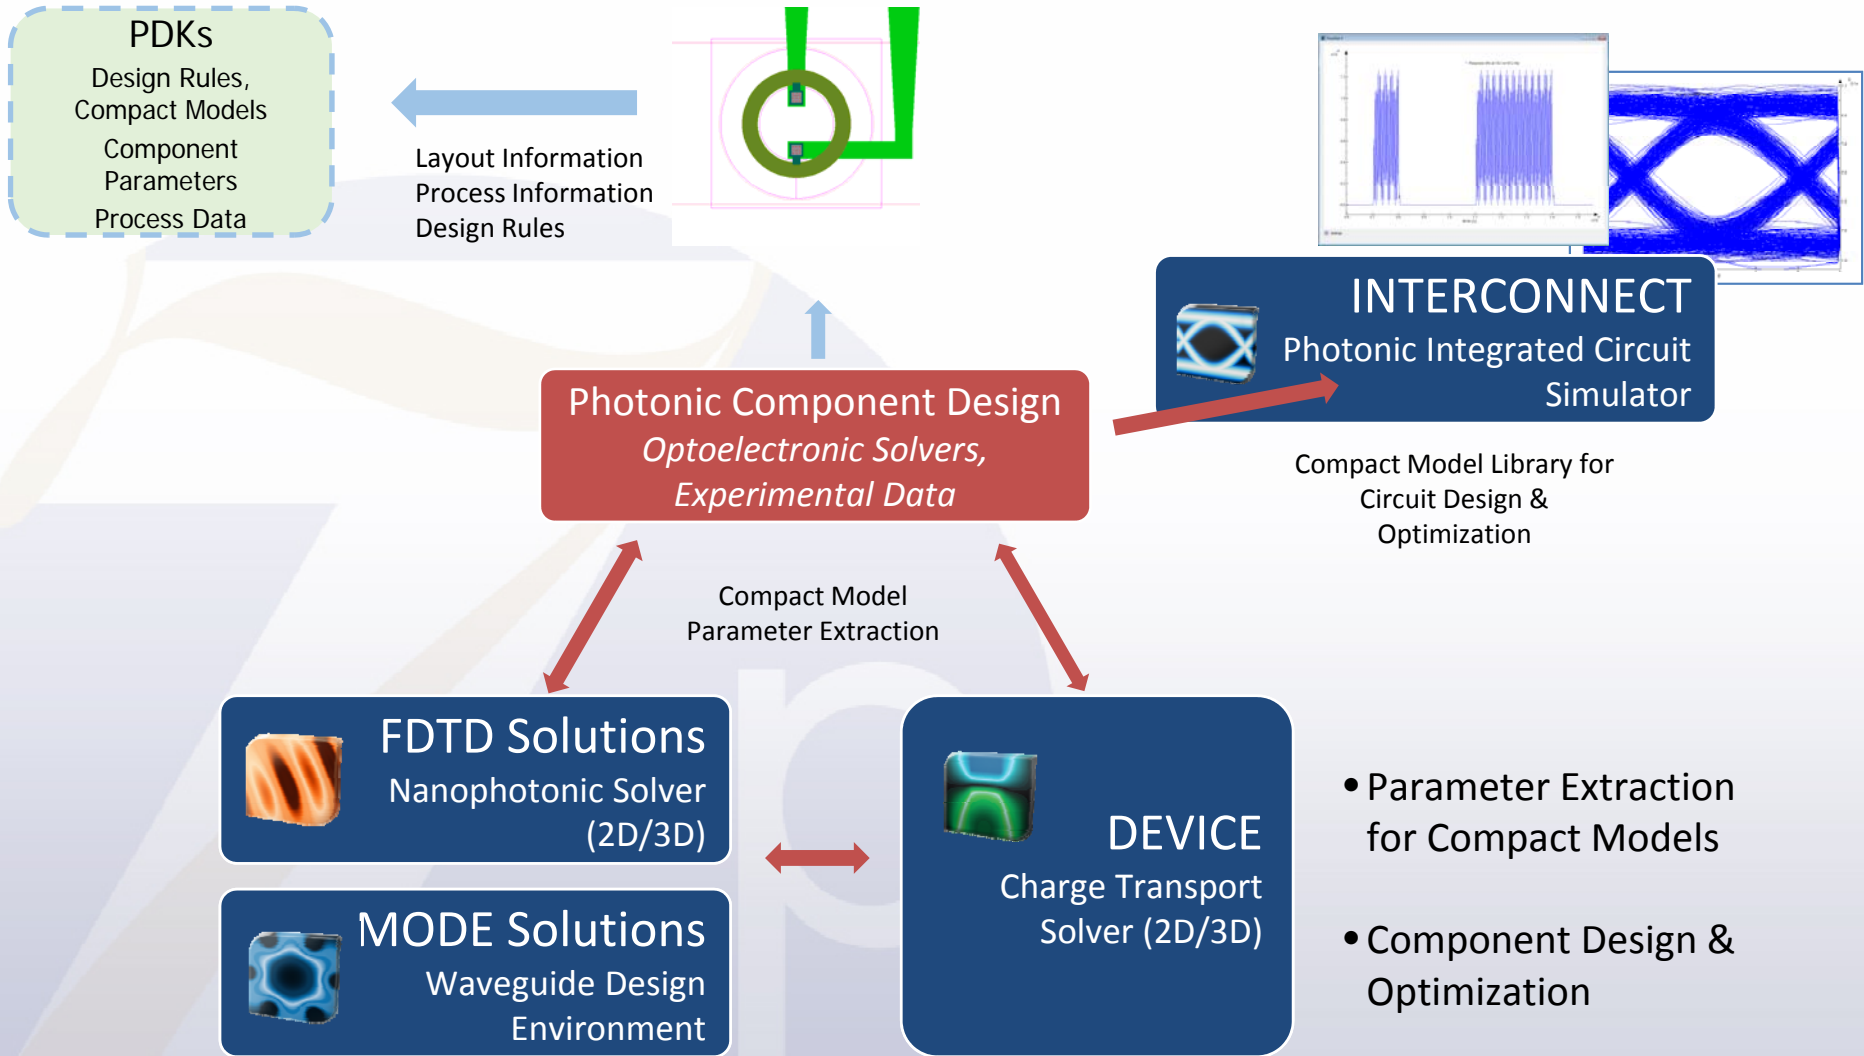 PDKs
Design Rules,
Compact Models
Component
Parameters
Process Data
Layout Information
Process Information
Design Rules
INTERCONNECT
Photonic Integrated Circuit
Simulator
Photonic Component Design
Optoelectronic Solvers,
Experimental Data
Compact Model Library for
Circuit Design &
Optimization
Compact Model
Parameter Extraction
FDTD Solutions
Nanophotonic Solver
(2D/3D)
MODE Solutions
Waveguide Design
Environment
DEVICE
Charge Transport
Solver (2D/3D)
•Parameter Extraction
for Compact Models
•Component Design &
Optimization